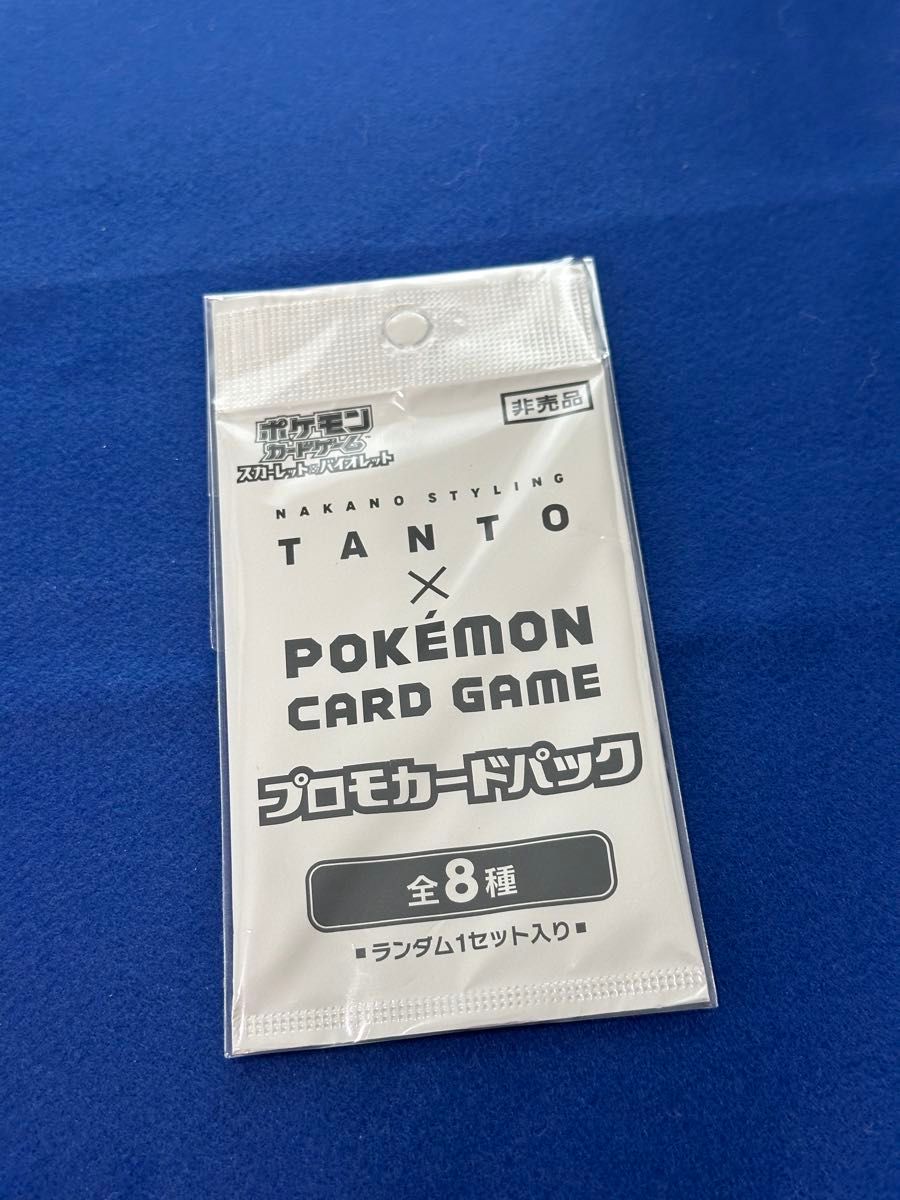 非売品
ポケモン
カードゲーム™
スカーレット&バイオレット
NAKANO STYLING
TANTO
×
POKÉMON
CARD GAME
プロモカードパック
全8種
■ランダム1セット入り■